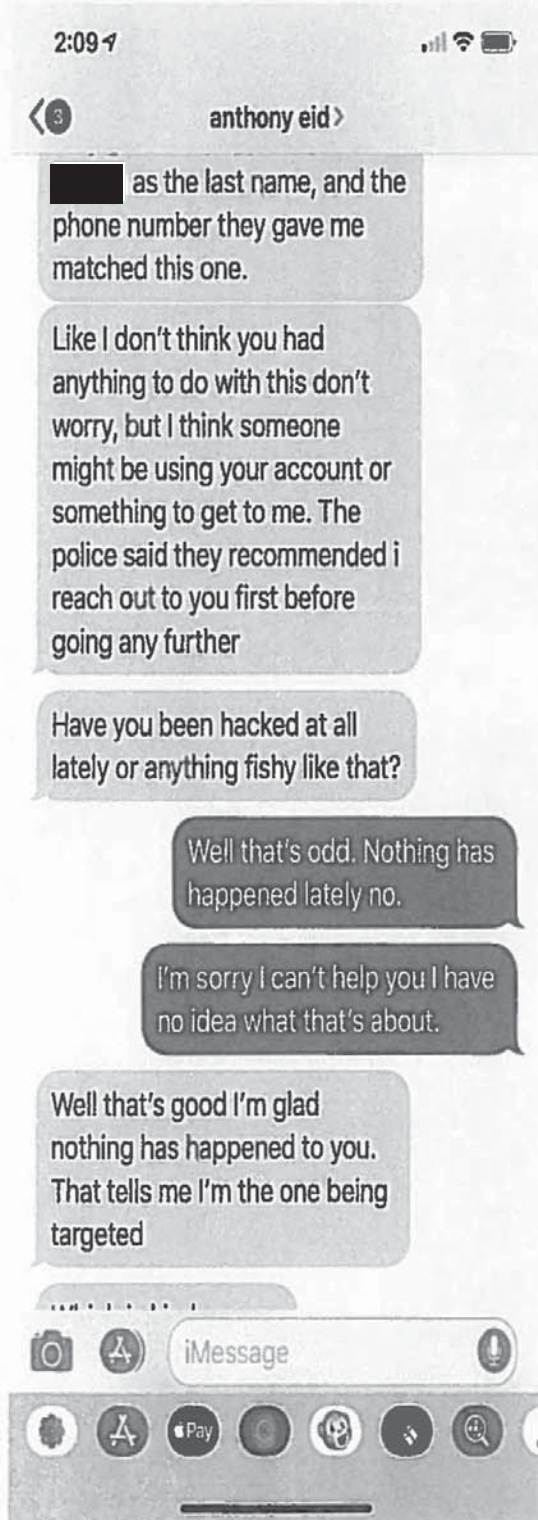 2:09
3
anthony eid
as the last name, and the
phone number they gave me
matched this one.
Like I don't think you had
anything to do with this don't
worry, but I think someone
might be using your account or
something to get to me. The
police said they recommended i
reach out to you first before
going any further
Have you been hacked at all
lately or anything fishy like that?
Well that's odd. Nothing has
happened lately no.
I'm sorry I can't help you I have
no idea what that's about.
Well that's good I'm glad
nothing has happened to you.
That tells me I'm the one being
targeted
iMessage
Pay